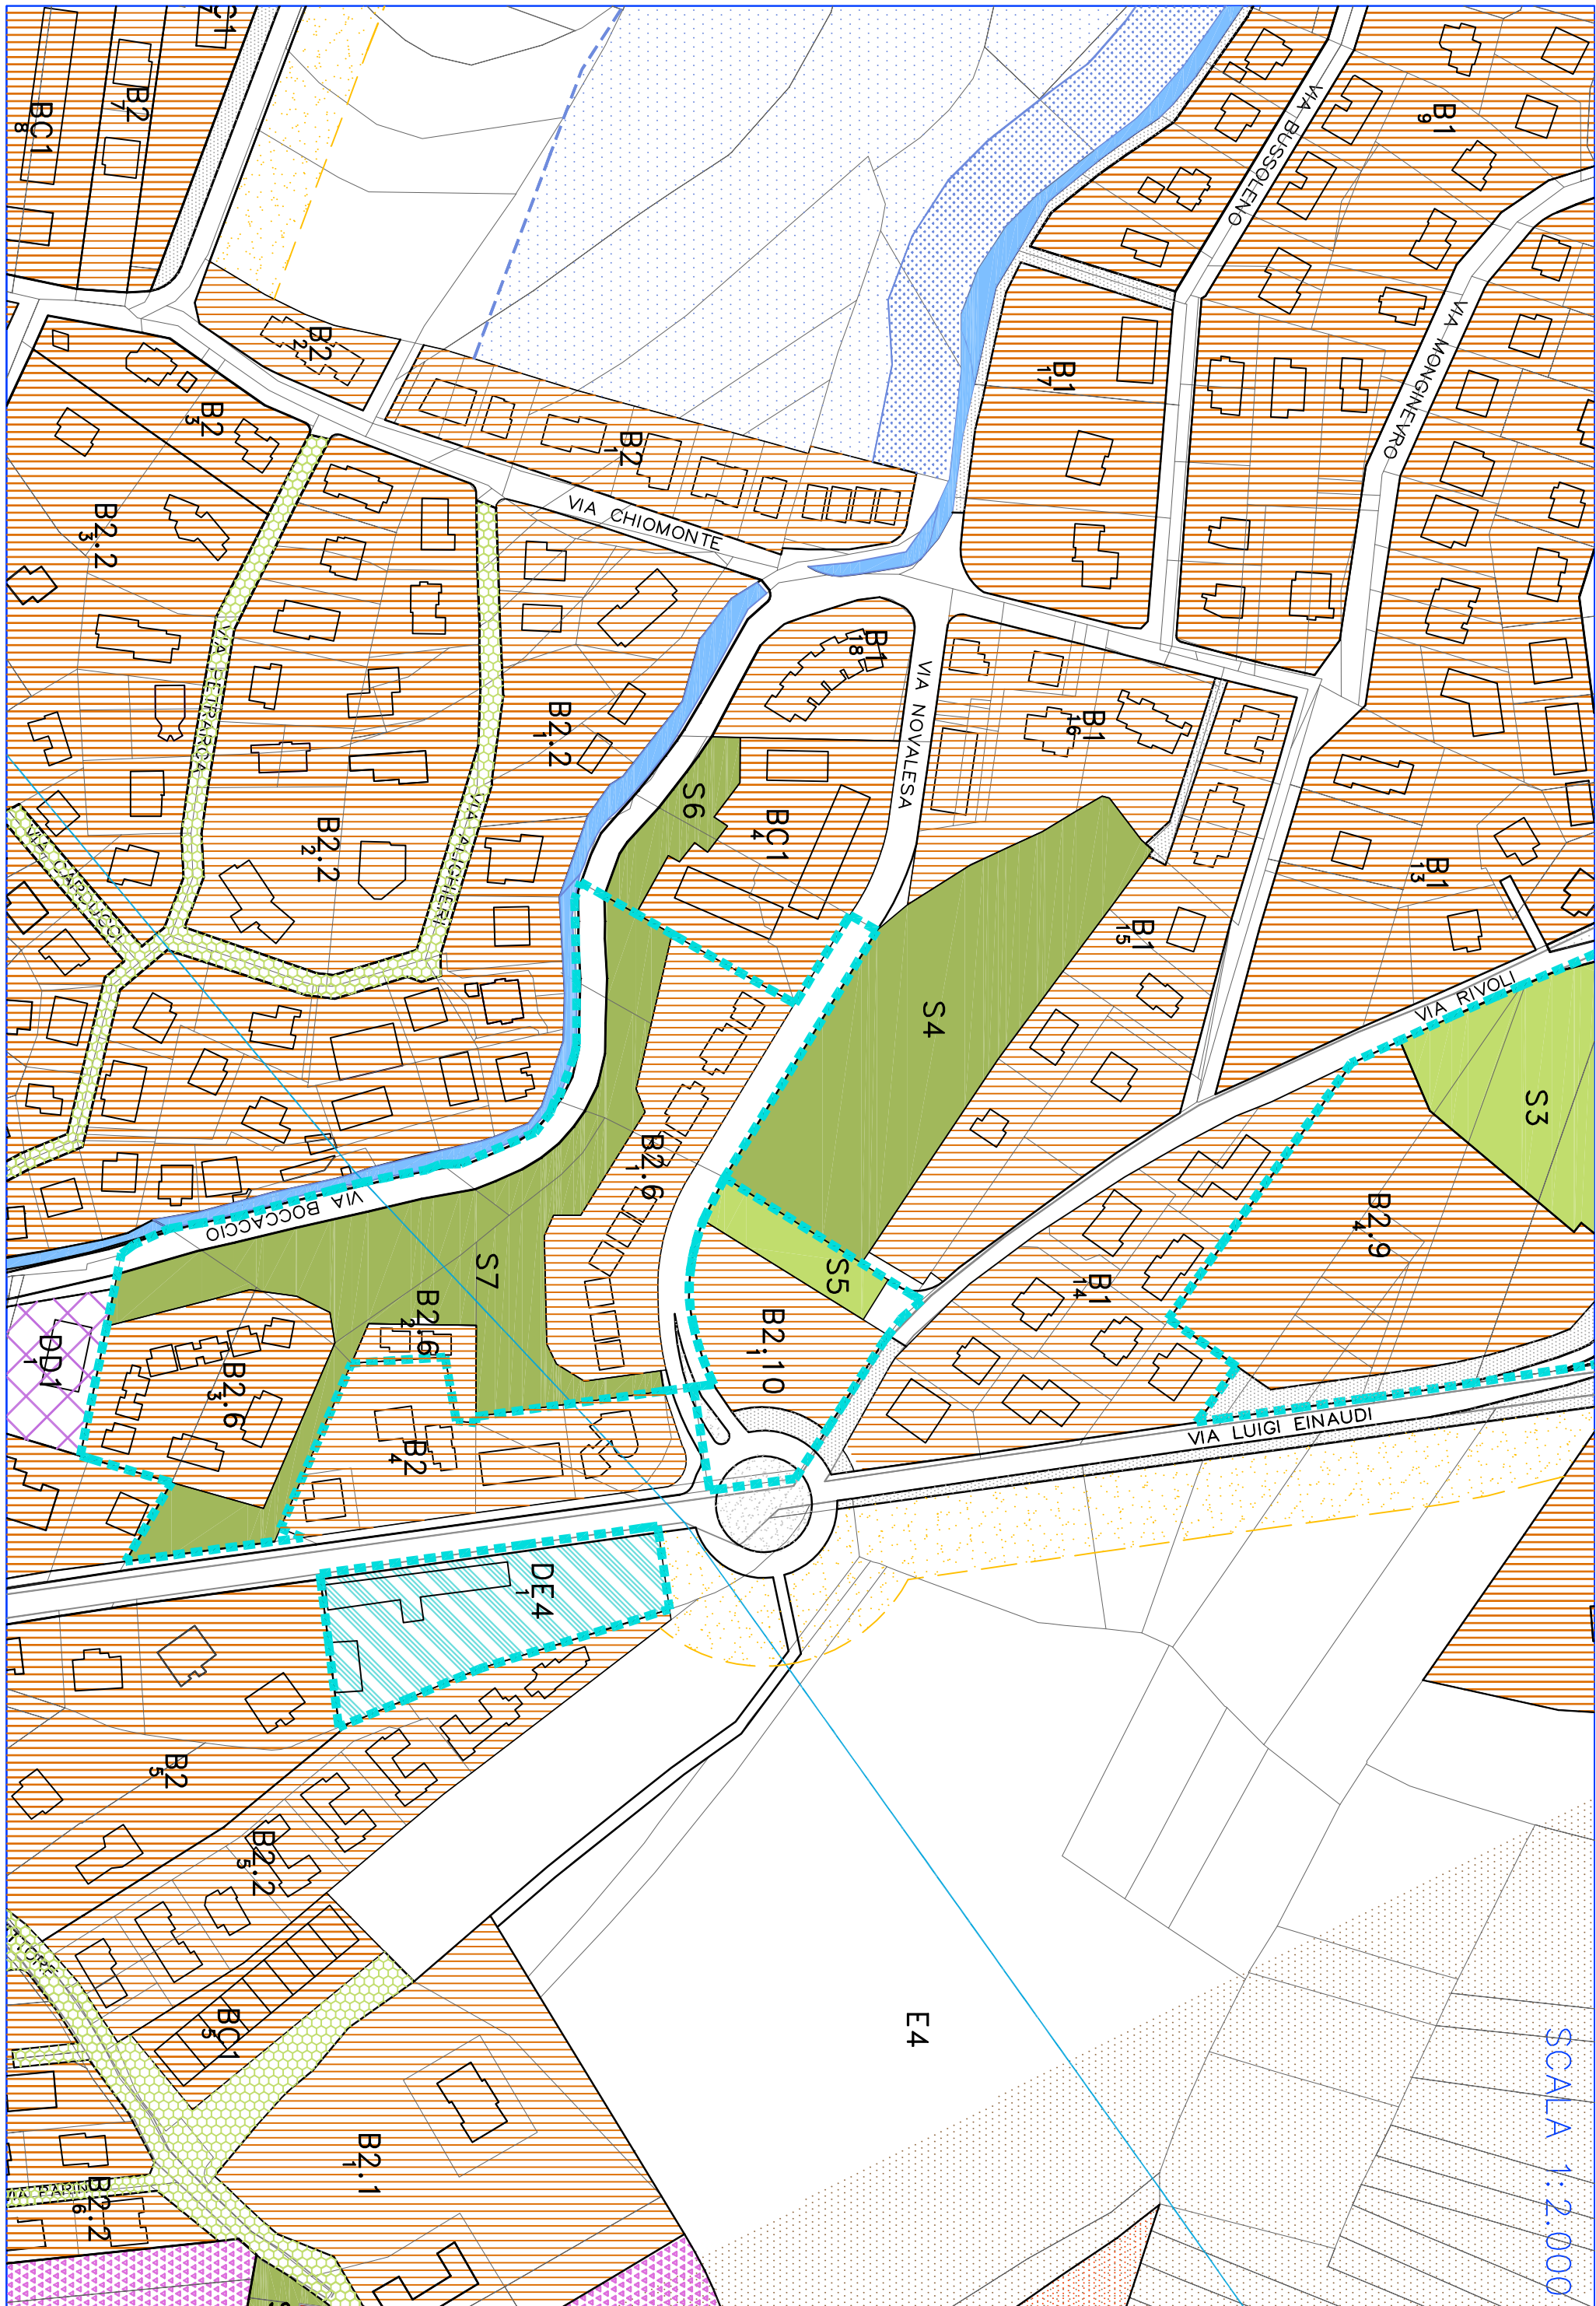 SCALA 1:2.000
B1
9
VIA BUSSOLENO
VIA MONGINEVRO
C1
7
B2
7
BC1
8
B2
2
B2
3
B2
1
B1
17
B2.2
3
VIA CHIOMONTE
VIA PETRARCA
B1
18
VIA NOVALESA
B1
16
B2.2
1
S6
BC1
4
B2.2
2
VIA ALIGHIERI
VIA CARDUCCI
B1
13
B1
15
VIA RIVOLI
S4
S3
B2.6
1
VIA BOCCACCIO
S7
S5
B2.9
4
B1
14
B2.10
1
B2.6
2
DD1
1
B2.6
3
B2
4
VIA LUIGI EINAUDI
DE4
1
B2
5
B2.2
5
BC1
5
E4
B2.1
1
VIA PARIN
B2.2
6